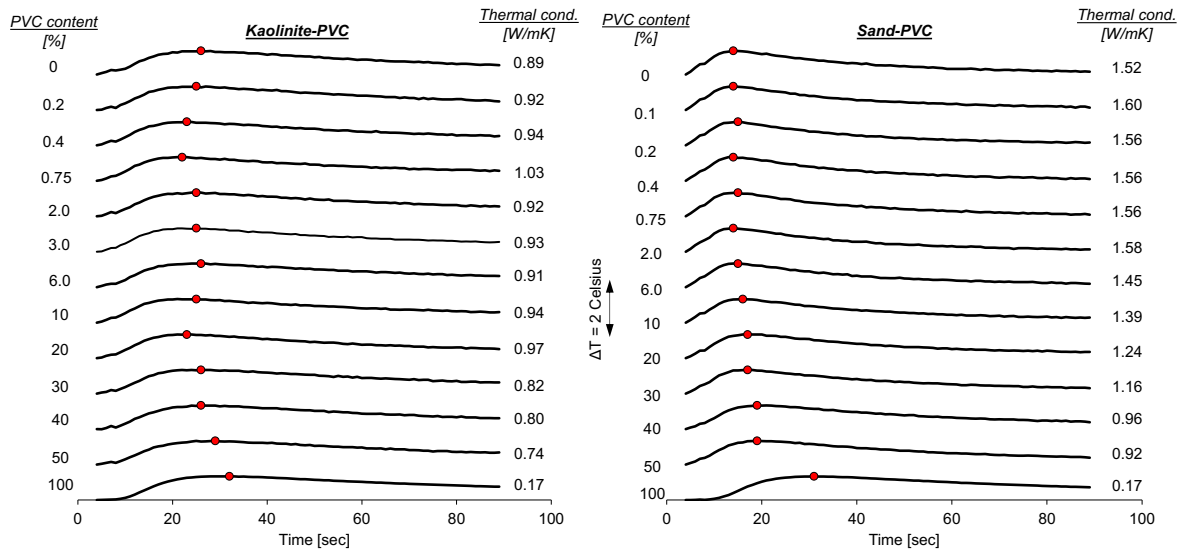 PVC content
[%]
Kaolinite-PVC
Thermal cond.
[W/mK]
0 0.89
0.2 0.92
0.4 0.94
0.75 1.03
2.0 0.92
3.0 0.93
6.0 0.91
10 0.94
20 0.97
30 0.82
40 0.80
50 0.74
100 0.17
0 20 40 60 80 100
Time [sec]
PVC content
[%]
Sand-PVC
Thermal cond.
[W/mK]
0 1.52
0.1 1.60
0.2 1.56
0.4 1.56
0.75 1.56
2.0 1.58
6.0 1.45
10 1.39
20 1.24
30 1.16
40 0.96
50 0.92
100 0.17
ΔT = 2 Celsius
0 20 40 60 80 100
Time [sec]